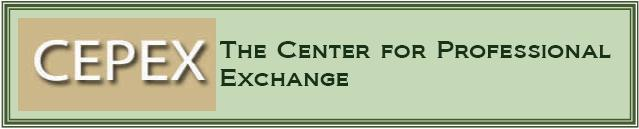 CEPEX
The Center for Professional
Exchange